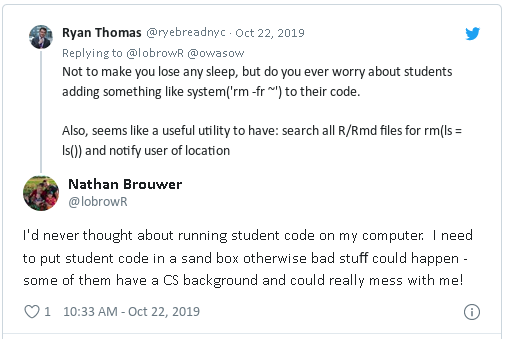 Ryan Thomas @ryebreadnyc · Oct 22, 2019
Replying to @lobrowR @owasow
Not to make you lose any sleep, but do you ever worry about students
adding something like system('rm -fr ~') to their code.
Also, seems like a useful utility to have: search all R/Rmd files for rm(ls =
ls()) and notify user of location
Nathan Brouwer
@lobrowR
I'd never thought about running student code on my computer. I need
to put student code in a sand box otherwise bad stuff could happen -
some of them have a CS background and could really mess with me!
1 10:33 AM - Oct 22, 2019